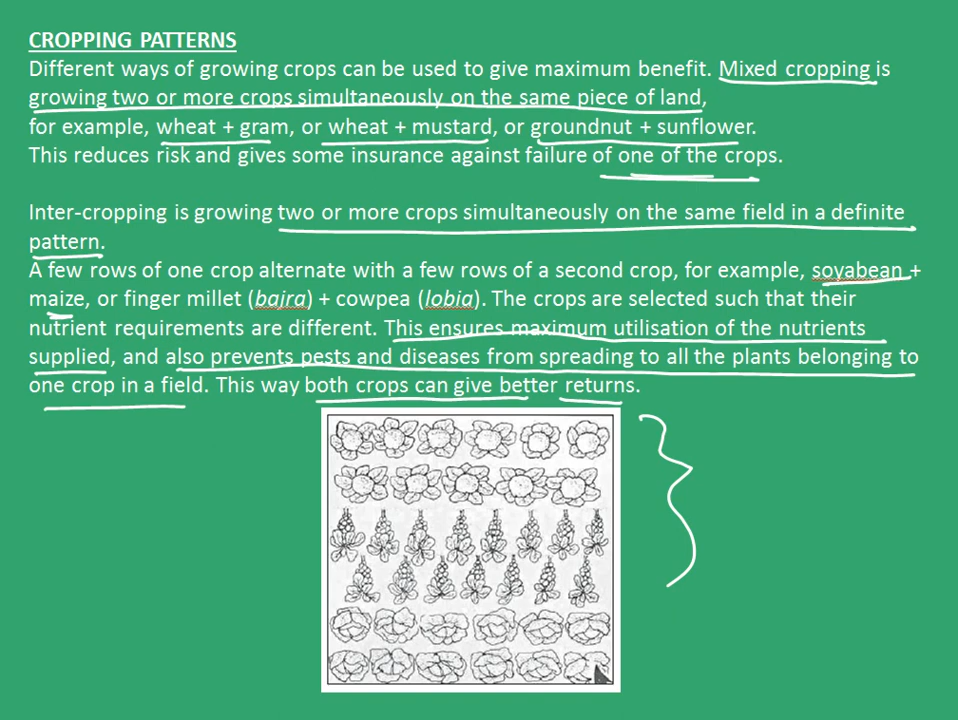 CROPPING PATTERNS
Different ways of growing crops can be used to give maximum benefit. Mixed cropping is
growing two or more crops simultaneously on the same piece of land,
for example, wheat + gram, or wheat + mustard, or groundnut + sunflower.
This reduces risk and gives some insurance against failure of one of the crops.
Inter-cropping is growing two or more crops simultaneously on the same field in a definite
pattern.
A few rows of one crop alternate with a few rows of a second crop, for example, soyabean +
maize, or finger millet (bajra) + cowpea (lobia). The crops are selected such that their
nutrient requirements are different. This ensures maximum utilisation of the nutrients
supplied, and also prevents pests and diseases from spreading to all the plants belonging to
one crop in a field. This way both crops can give better returns.